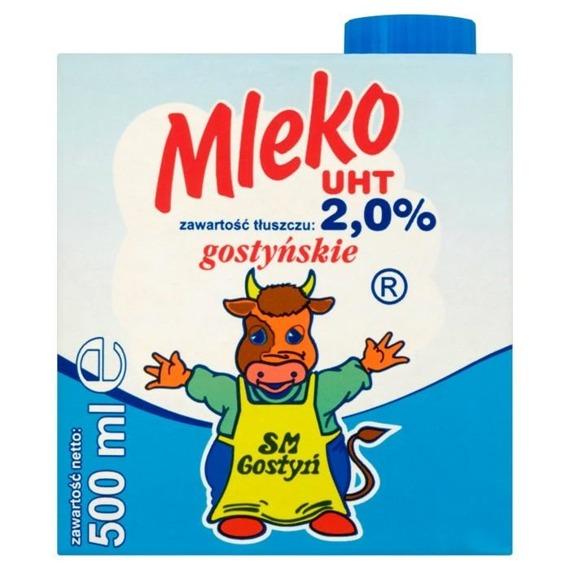 Mleko
UHT
zawartość tłuszczu: 2,0%
gostyńskie
®
SM
Gostyń
zawartość netto:
500 ml e